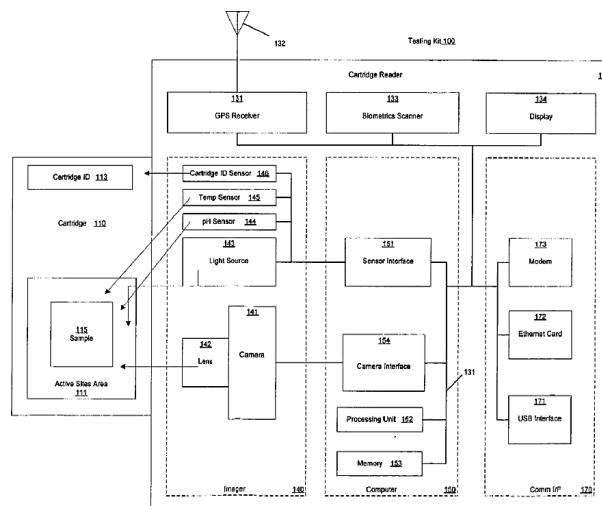 132
Testing Kit 100
Cartridge Reader
131
GPS Receiver
133
Biometrics Scanner
134
Display
Cartridge ID 113
Cartridge 110
Cartridge ID Sensor 146
Temp Sensor 145
pH Sensor 144
143
Light Source
151
Sensor Interface
173
Modem
115
Sample
Active Sites Area
111
142
Lens
141
Camera
154
Camera Interface
131
172
Ethernet Card
Processing Unit 152
Memory 153
171
USB Interface
Imager 140
Computer 150
Comm I/F 170